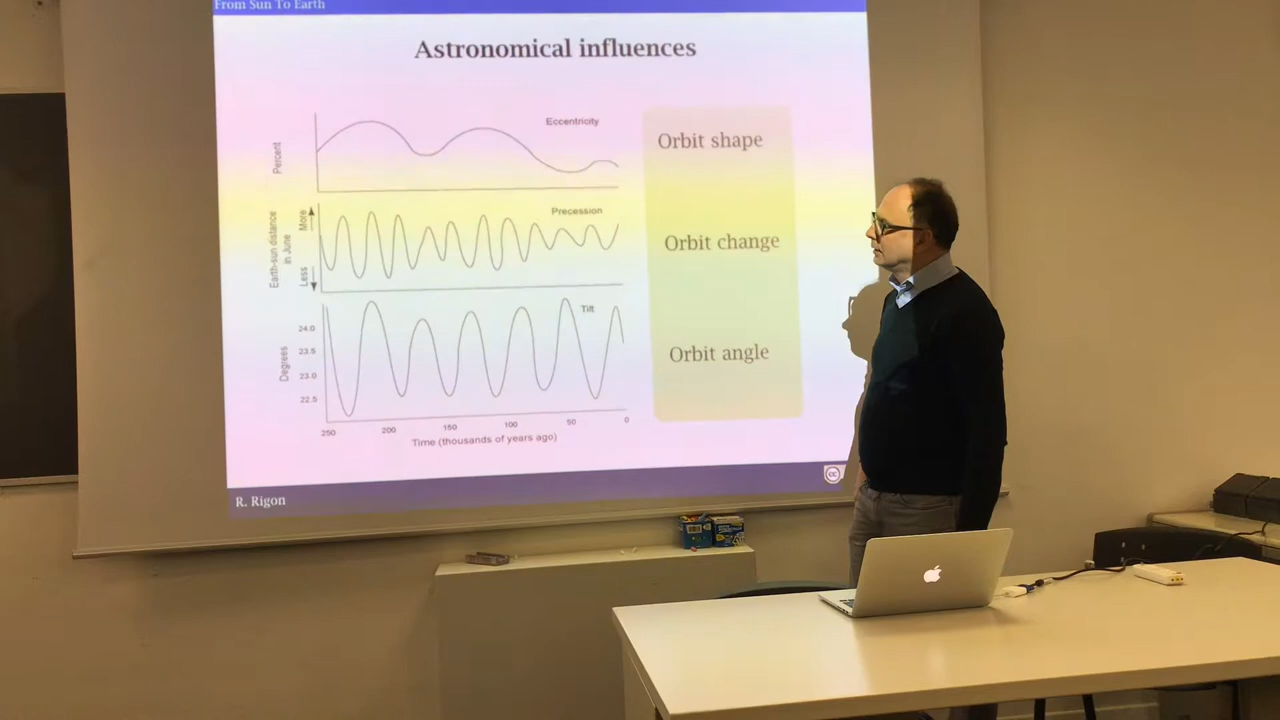 From Sun To Earth
Astronomical influences
Eccentricity
Percent
Orbit shape
Precession
Earth-sun distance
in June
More
Less
Orbit change
Tilt
24.0
23.5
23.0
22.5
Degrees
Orbit angle
250
200
150
100
50
0
Time (thousands of years ago)
R. Rigon
cc